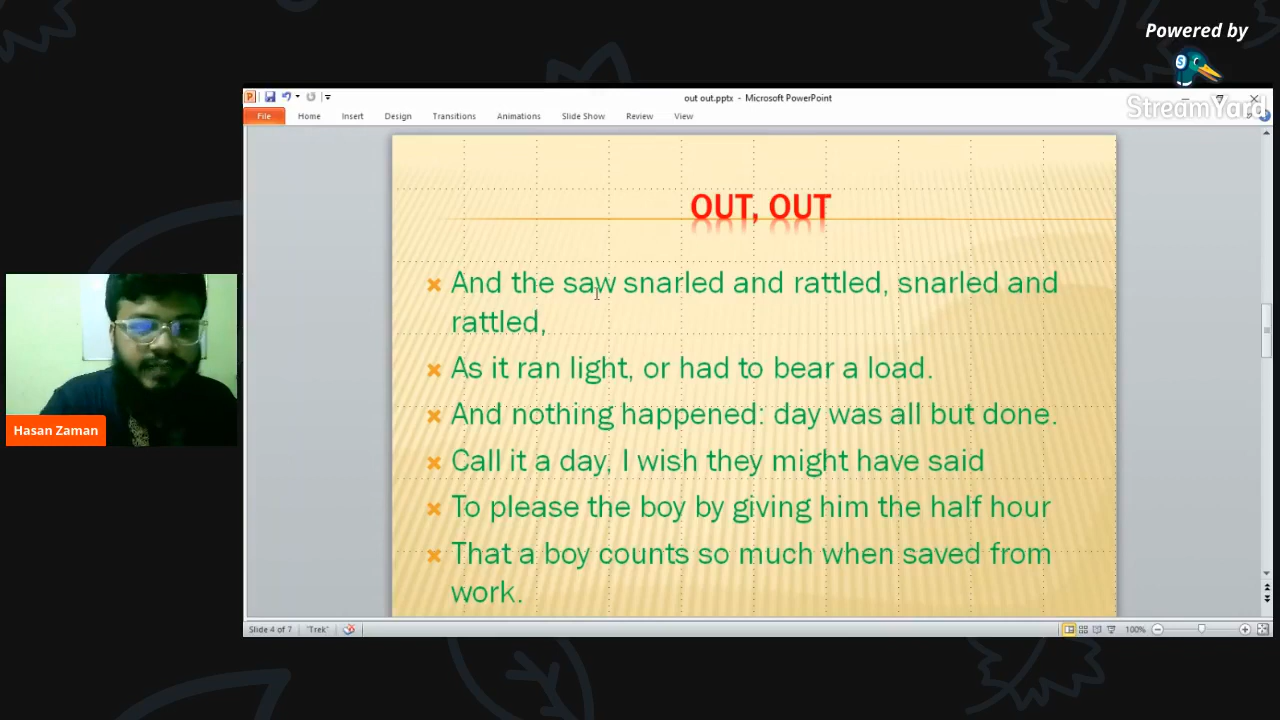 Powered by
StreamYard
out out.pptx - Microsoft PowerPoint
File Home Insert Design Transitions Animations Slide Show Review View
OUT, OUT
And the saw snarled and rattled, snarled and
rattled,
As it ran light, or had to bear a load.
And nothing happened: day was all but done.
Call it a day, I wish they might have said
To please the boy by giving him the half hour
That a boy counts so much when saved from
work.
Hasan Zaman
Slide 4 of 7 "Trek" 100%